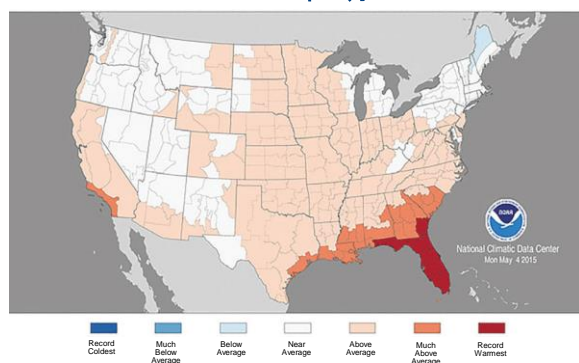 NOAA
National Climatic Data Center
Mon May 4 2015
Record
Coldest
Much
Below
Average
Below
Average
Near
Average
Above
Average
Much
Above
Average
Record
Warmest